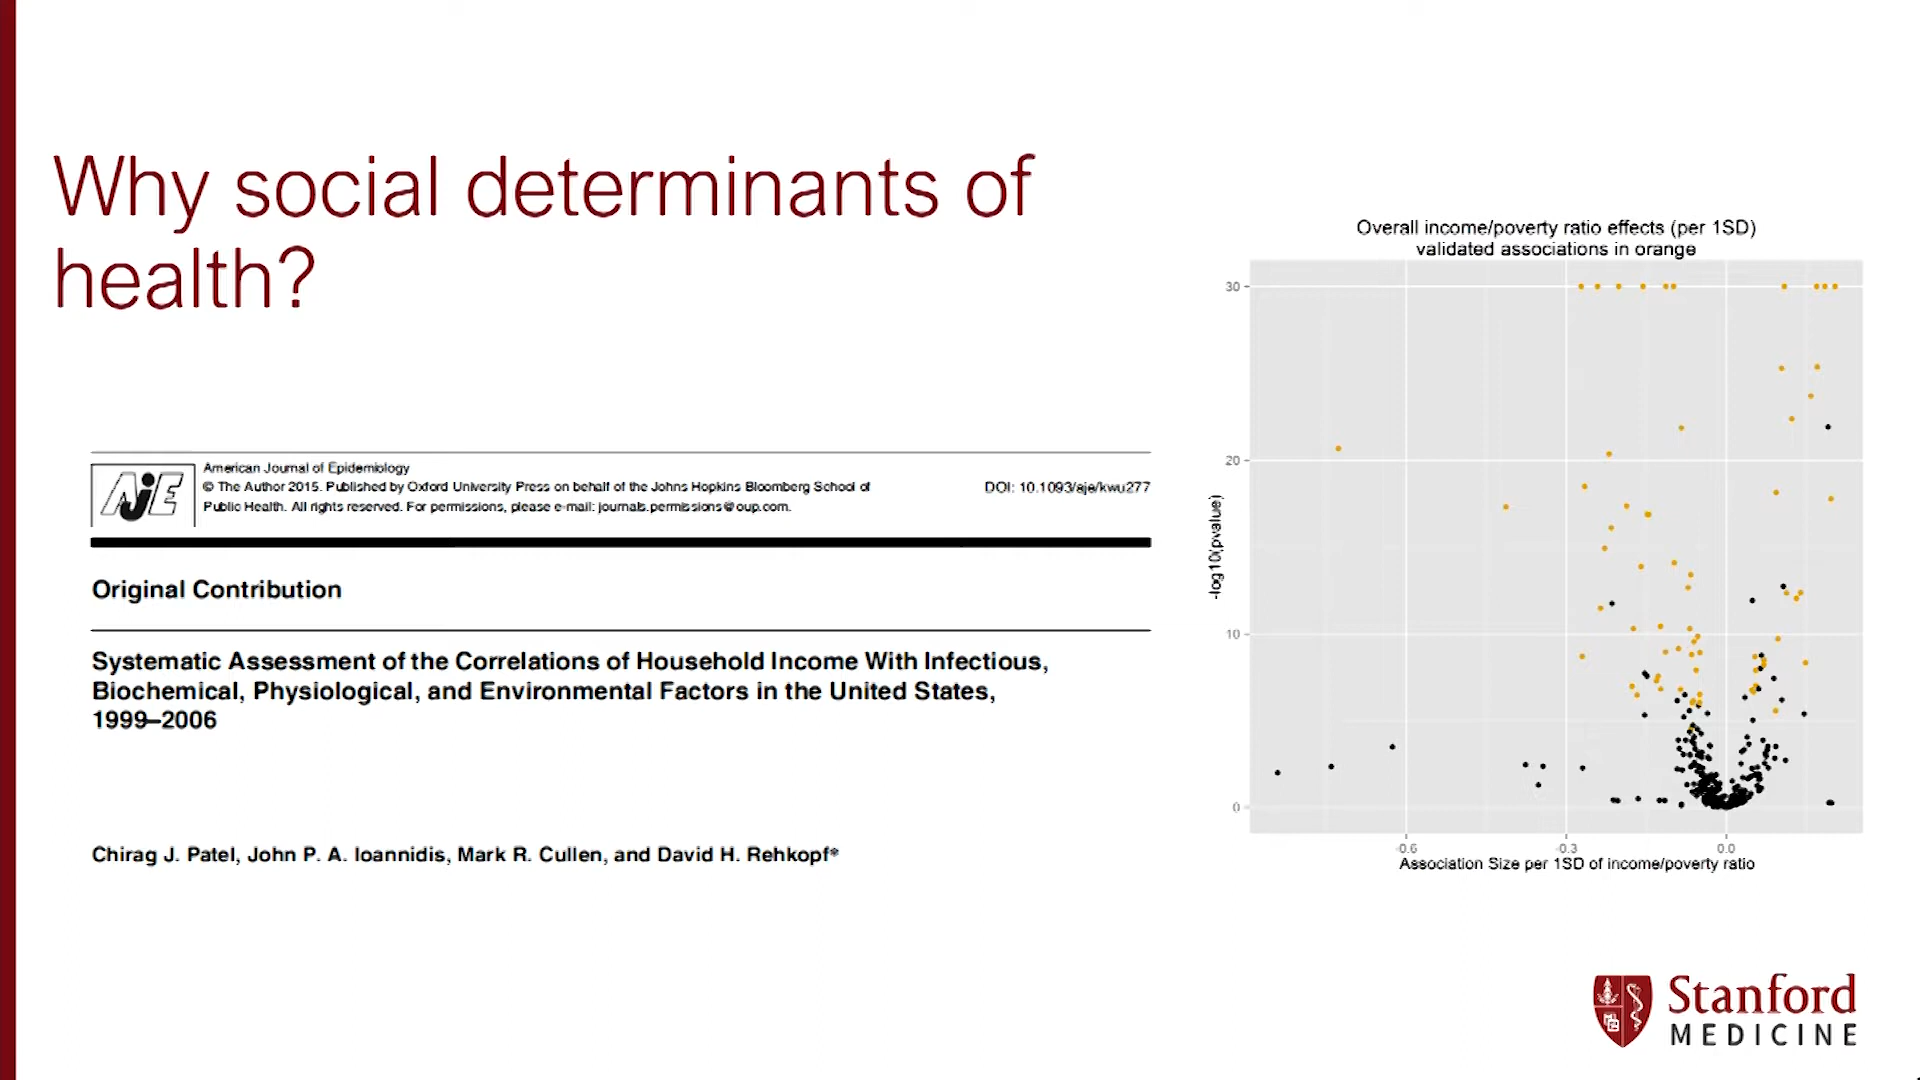 Why social determinants of
health?
AJE
American Journal of Epidemiology
© The Author 2015. Published by Oxford University Press on behalf of the Johns Hopkins Bloomberg School of
Public Health. All rights reserved. For permissions, please e-mail: journals.permissions@oup.com.
DOI: 10.1093/aje/kwu277
Original Contribution
Systematic Assessment of the Correlations of Household Income With Infectious,
Biochemical, Physiological, and Environmental Factors in the United States,
1999–2006
Chirag J. Patel, John P. A. Ioannidis, Mark R. Cullen, and David H. Rehkopf*
Overall income/poverty ratio effects (per 1SD)
validated associations in orange
-log10(pvalue)
30
20
10
0
-0.6 -0.3 0.0
Association Size per 1SD of income/poverty ratio
Stanford
MEDICINE